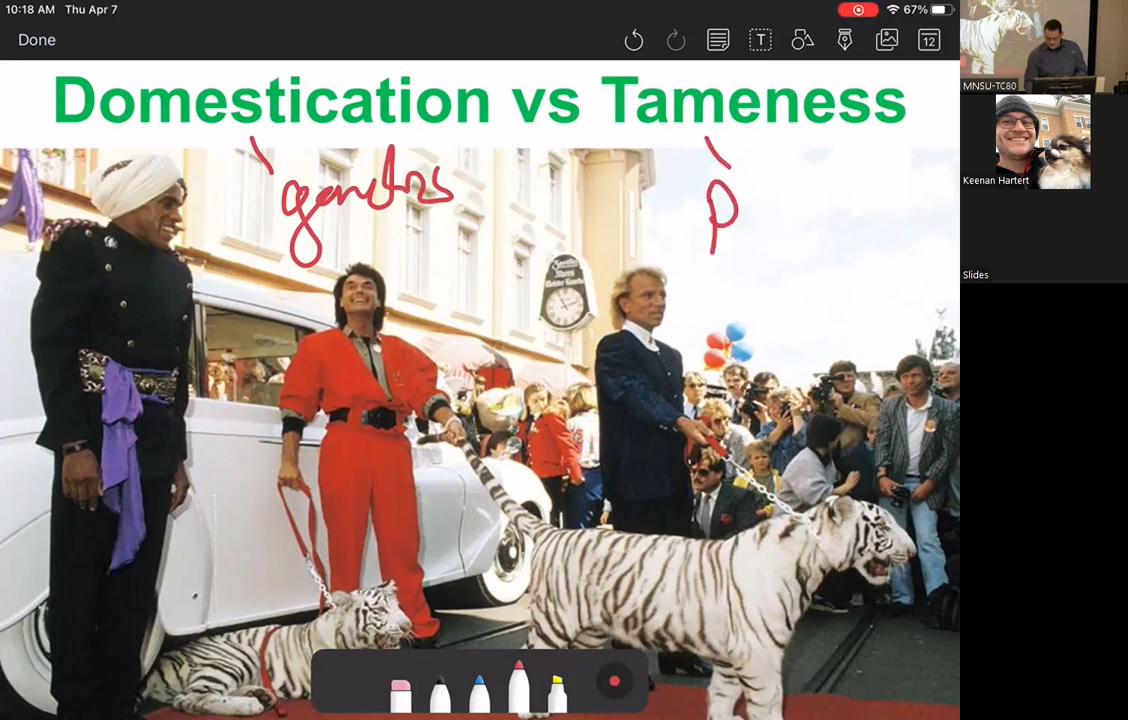 10:18 AM Thu Apr 7
67%
Done
T
12
Domestication vs Tameness
genetics
p
MNSU-TC80
Keenan Hartert
Slides